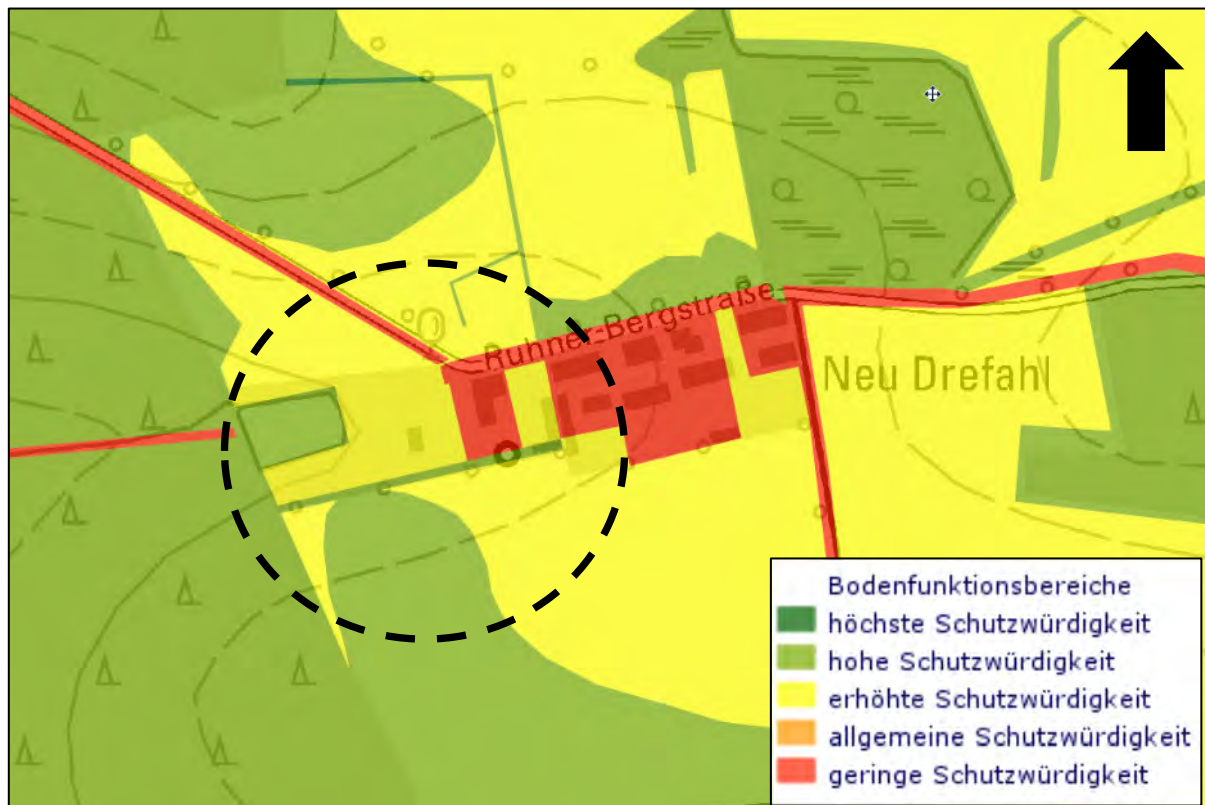 Ruhner-Bergstraße
Neu Drefahl
Bodenfunktionsbereiche
höchste Schutzwürdigkeit
hohe Schutzwürdigkeit
erhöhte Schutzwürdigkeit
allgemeine Schutzwürdigkeit
geringe Schutzwürdigkeit